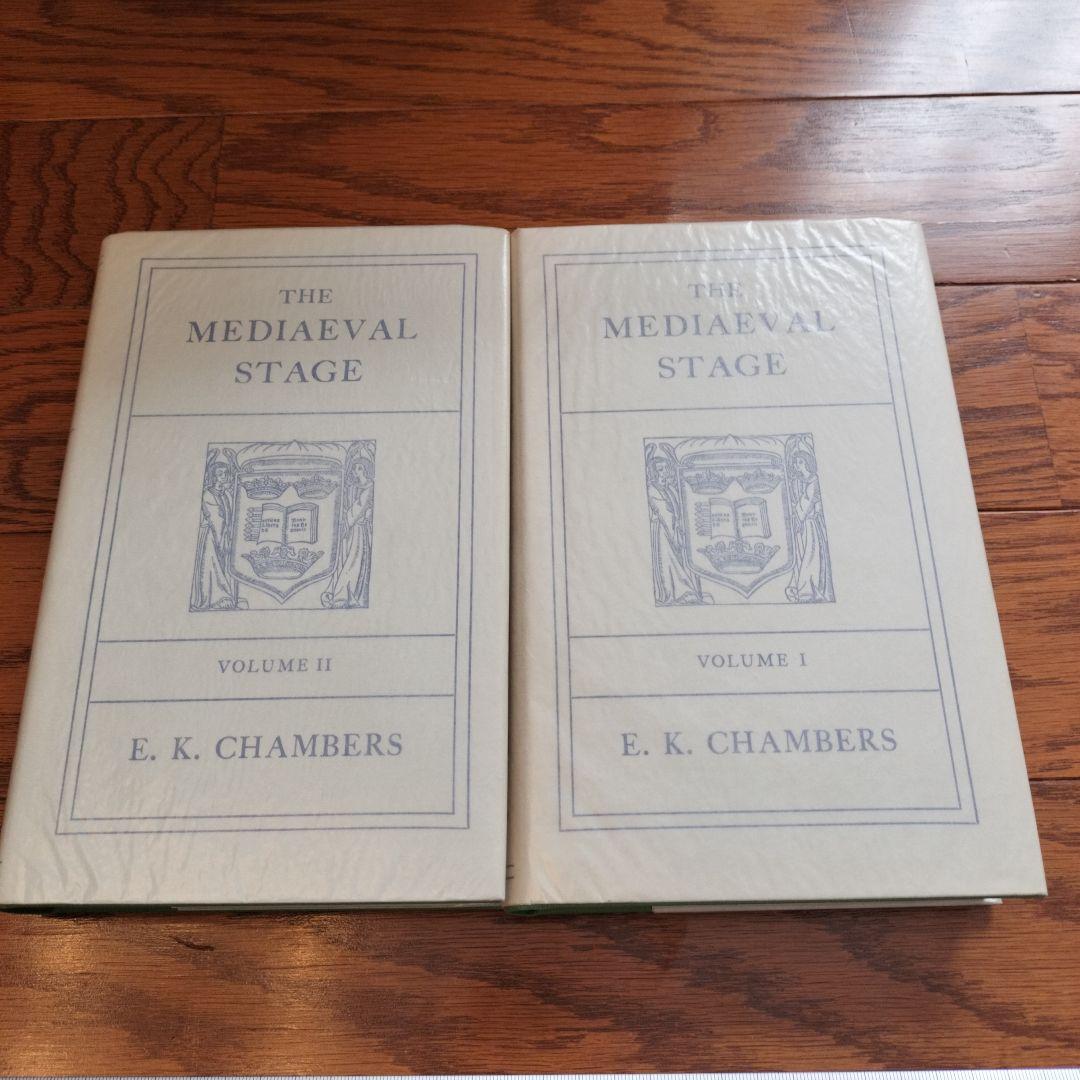 THE
MEDIAEVAL
STAGE
VOLUME II
E. K. CHAMBERS
THE
MEDIAEVAL
STAGE
VOLUME I
E. K. CHAMBERS